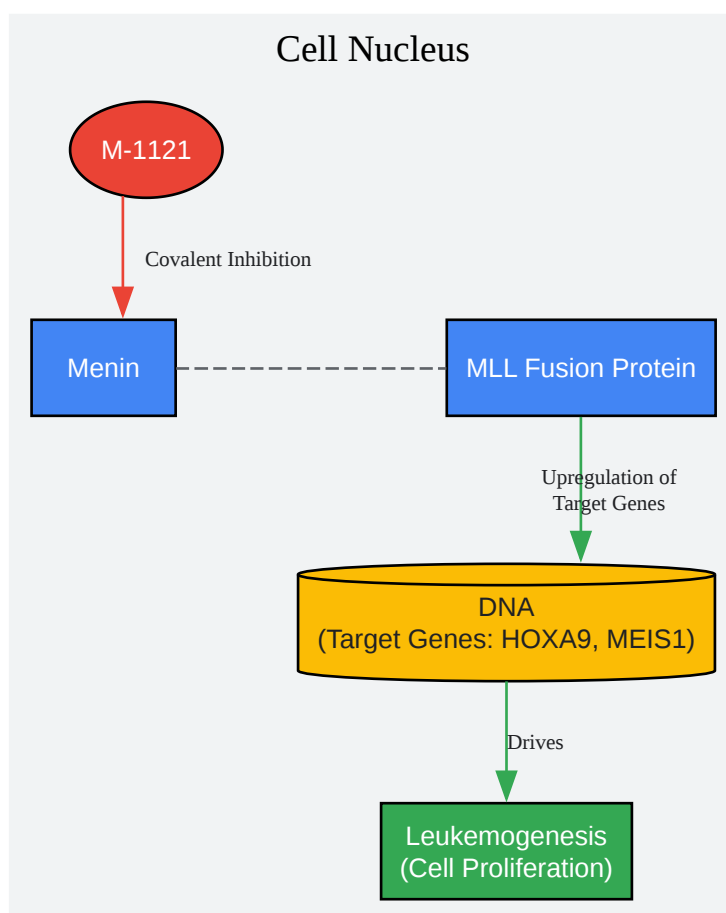 Cell Nucleus
M-1121
Covalent Inhibition
Menin
MLL Fusion Protein
Upregulation of
Target Genes
DNA
(Target Genes: HOXA9, MEIS1)
Drives
Leukemogenesis
(Cell Proliferation)